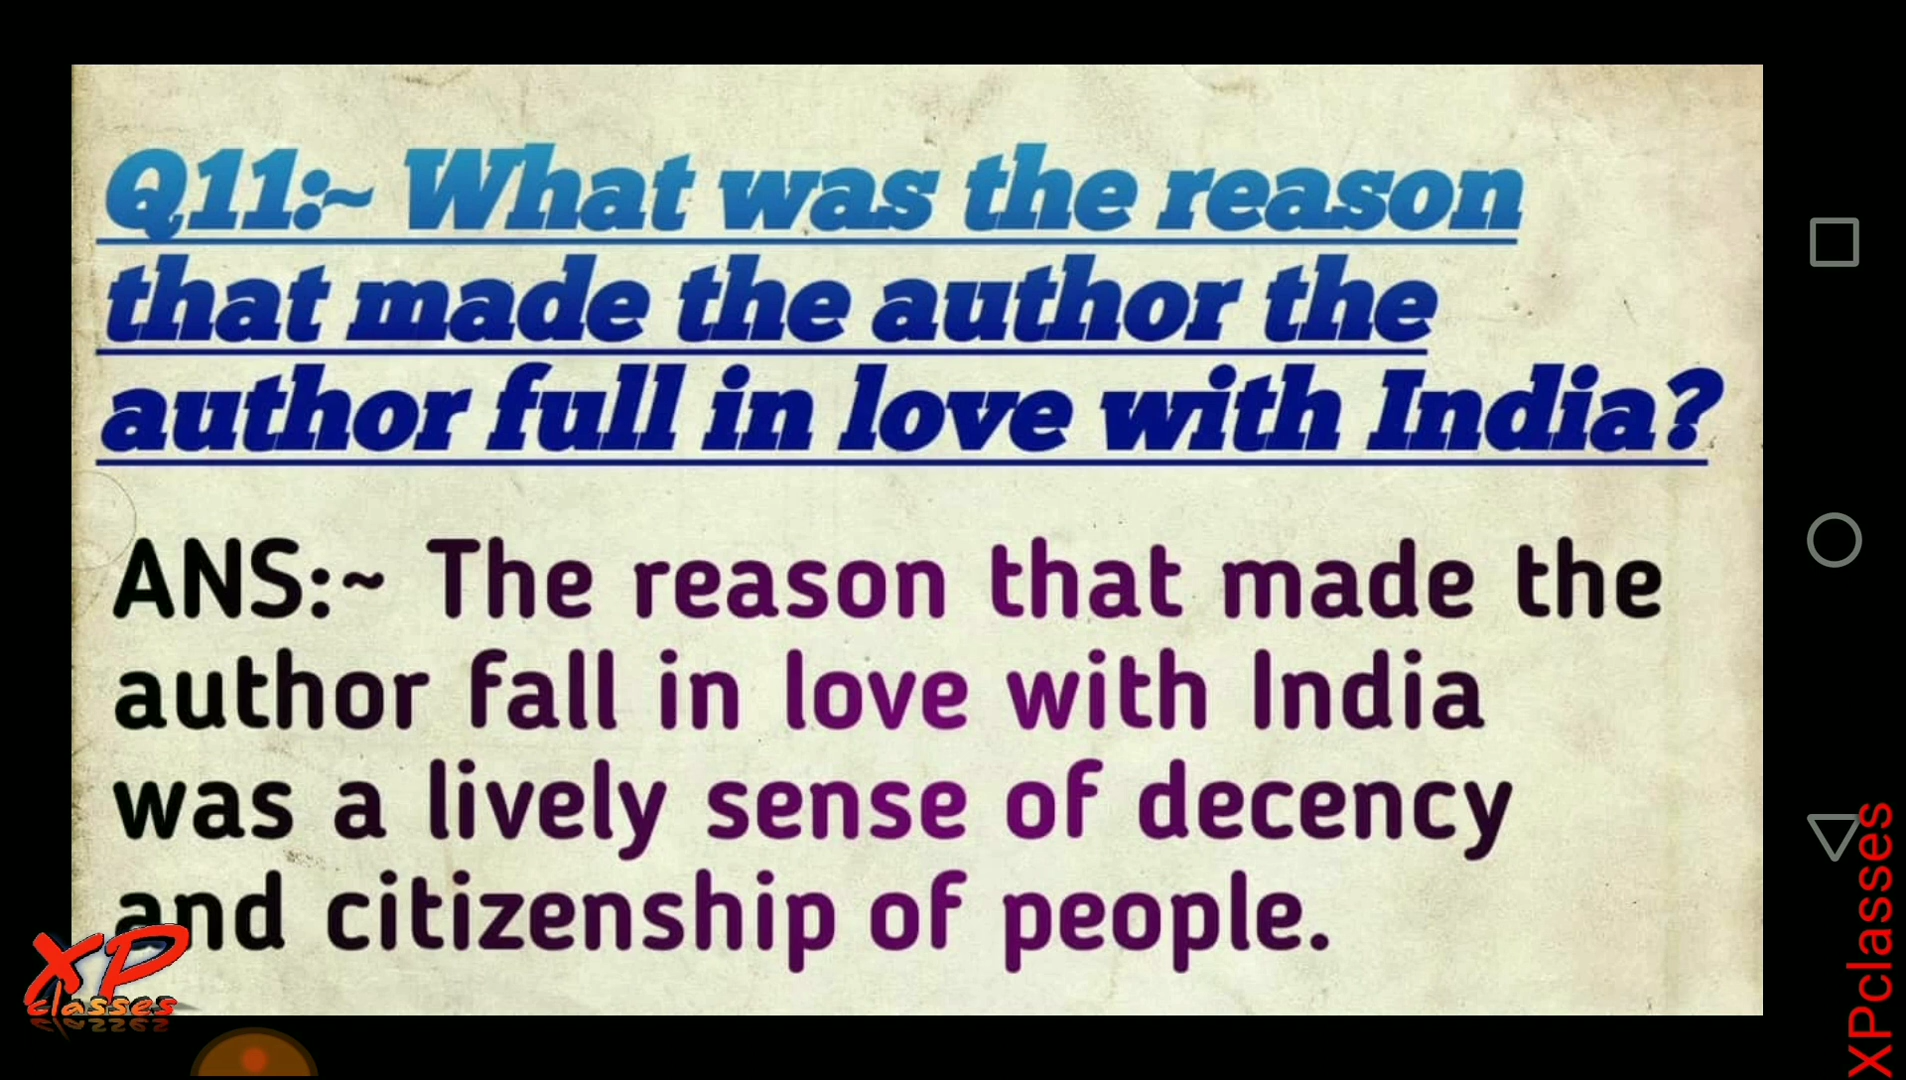 Q11:~ What was the reason
that made the author the
author full in love with India?
ANS:~ The reason that made the
author fall in love with India
was a lively sense of decency
and citizenship of people.
XP
classes
XPclasses